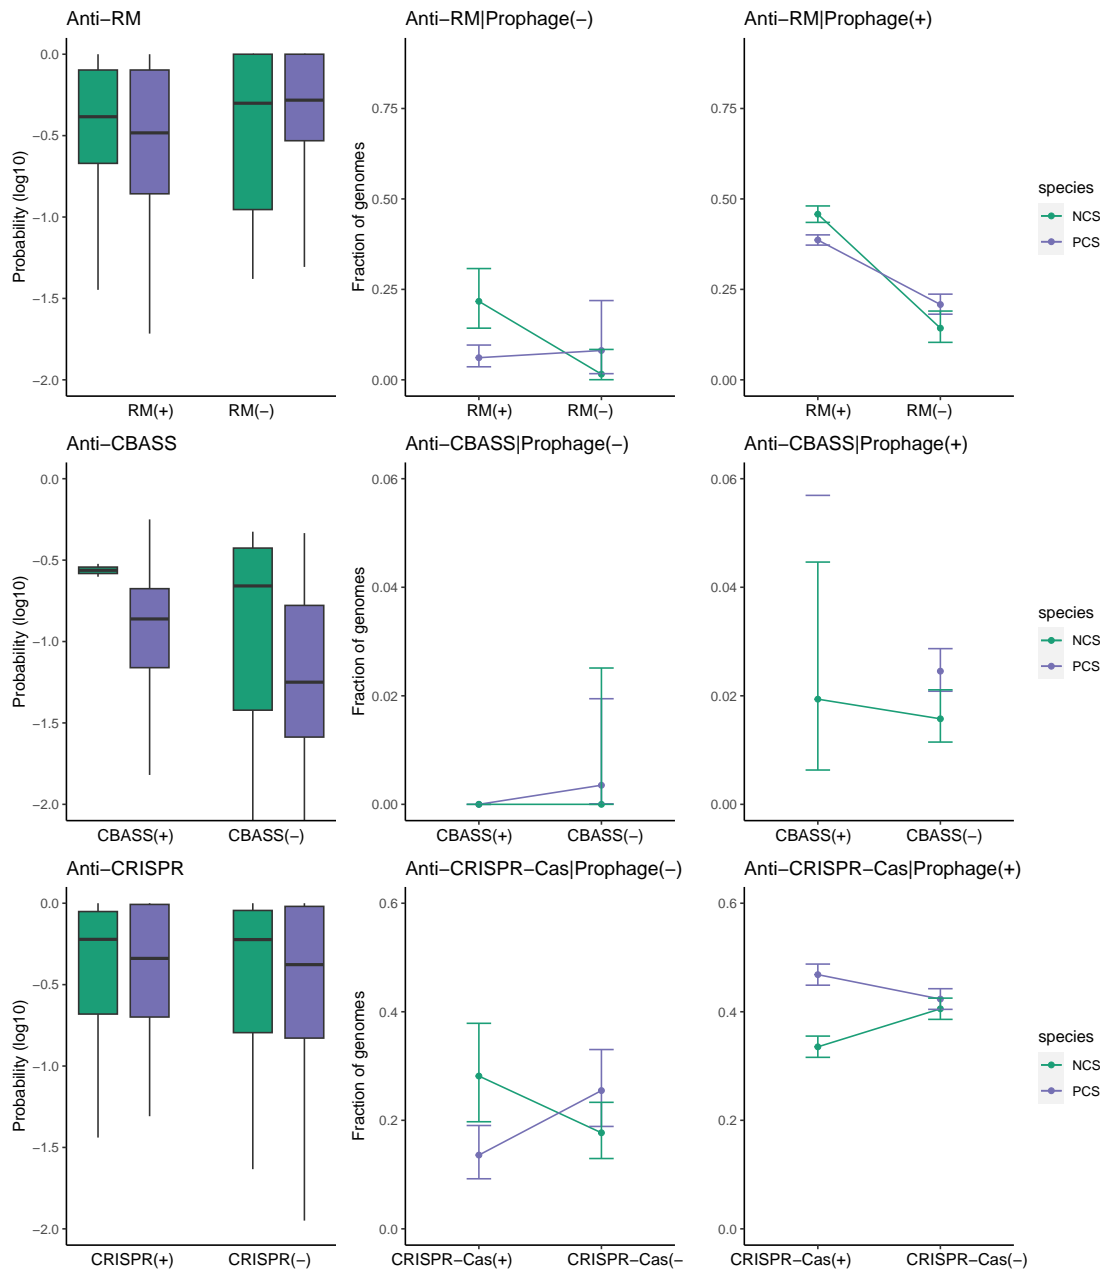 Anti−RM
Anti−RM|Prophage(−)
Anti−RM|Prophage(+)
Probability (log10)
0.0
−0.5
−1.0
−1.5
−2.0
RM(+)
RM(−)
Fraction of genomes
0.75
0.50
0.25
0.00
RM(+)
RM(−)
0.75
0.50
0.25
0.00
RM(+)
RM(−)
species
NCS
PCS
Anti−CBASS
Anti−CBASS|Prophage(−)
Anti−CBASS|Prophage(+)
Probability (log10)
0.0
−0.5
−1.0
−1.5
−2.0
CBASS(+)
CBASS(−)
Fraction of genomes
0.06
0.04
0.02
0.00
CBASS(+)
CBASS(−)
0.06
0.04
0.02
0.00
CBASS(+)
CBASS(−)
species
NCS
PCS
Anti−CRISPR
Anti−CRISPR−Cas|Prophage(−)
Anti−CRISPR−Cas|Prophage(+)
Probability (log10)
0.0
−0.5
−1.0
−1.5
−2.0
CRISPR(+)
CRISPR(−)
Fraction of genomes
0.6
0.4
0.2
0.0
CRISPR−Cas(+)
CRISPR−Cas(−
0.6
0.4
0.2
0.0
CRISPR−Cas(+)
CRISPR−Cas(−)
species
NCS
PCS